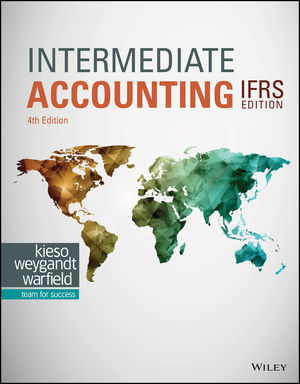 INTERMEDIATE
ACCOUNTING IFRS
EDITION
4th Edition
kieso
weygandt
warfield
team for success
WILEY